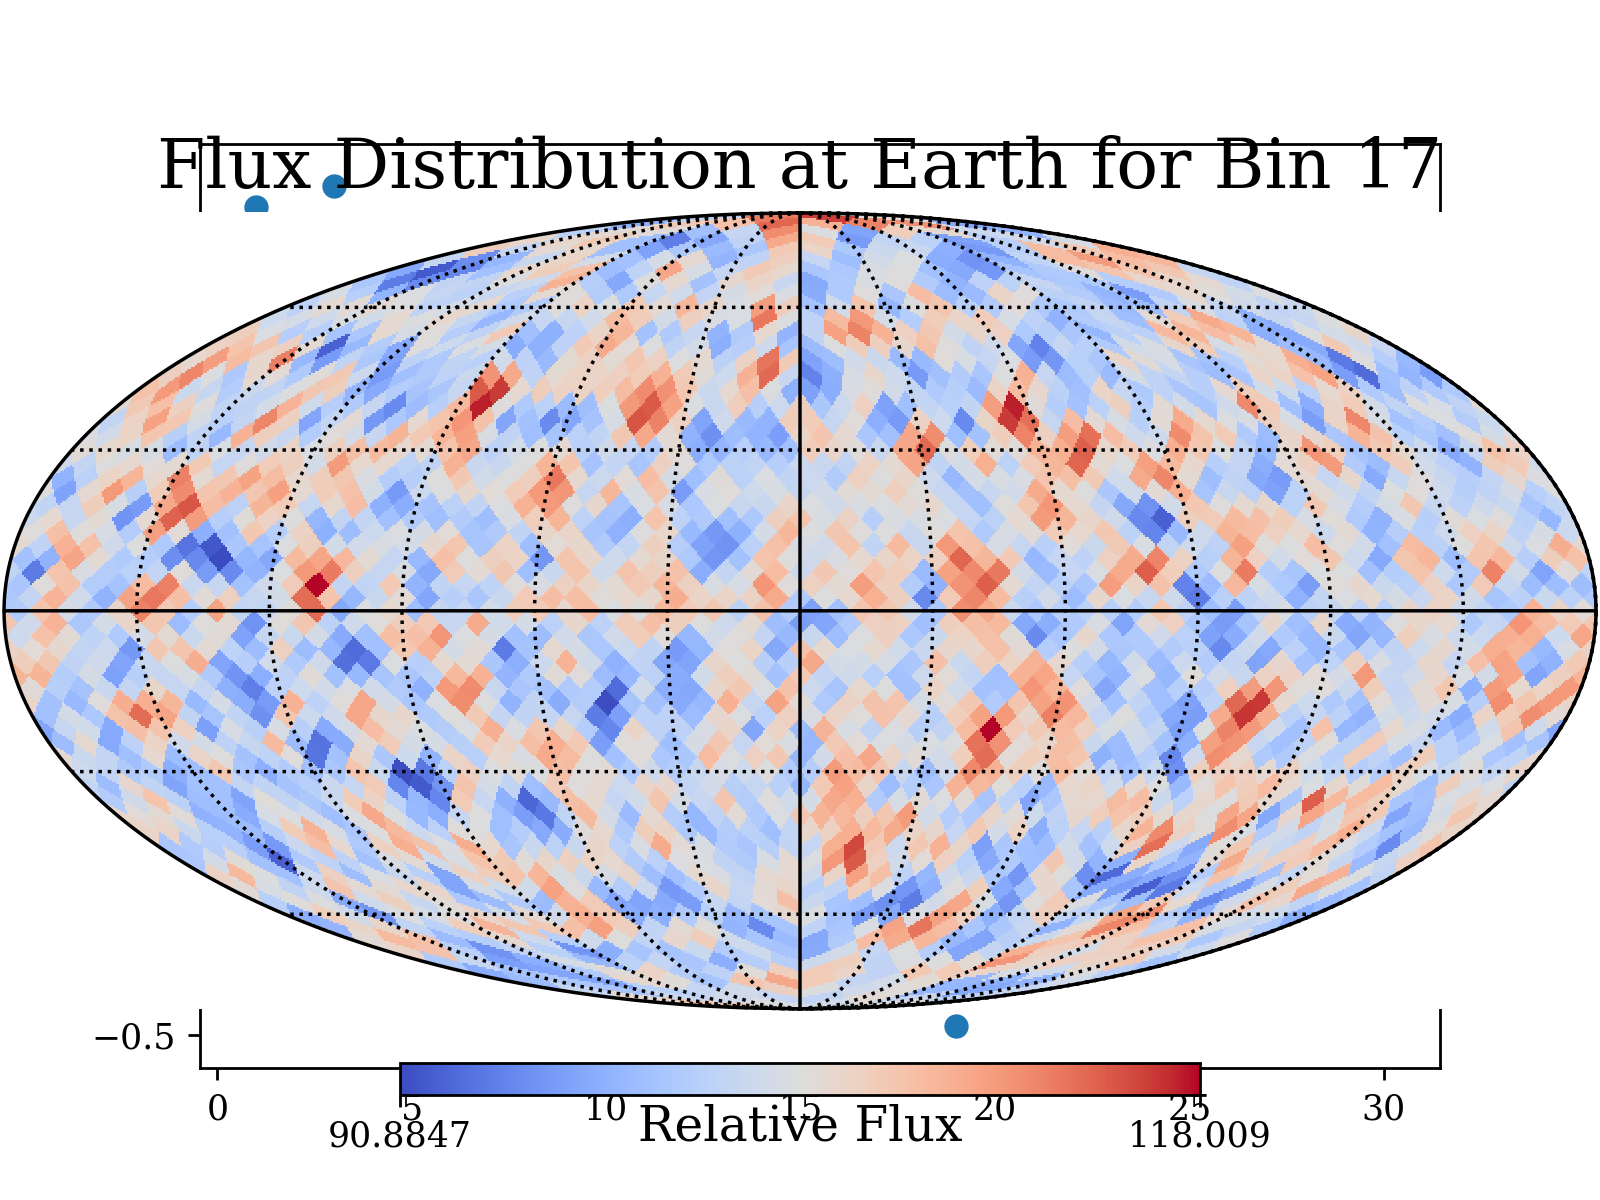 Flux Distribution at Earth for Bin 17
−0.5
0 5 10 15 20 25 30
90.8847 Relative Flux 118.009